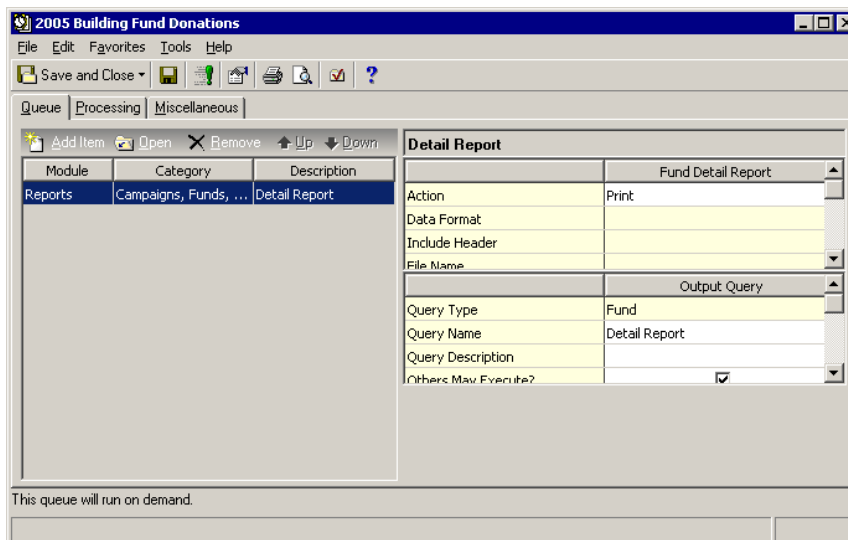 2005 Building Fund Donations
File Edit Favorites Tools Help
Save and Close
Queue Processing Miscellaneous
Add Item Open Remove Up Down
Module Category Description
Reports Campaigns, Funds, ... Detail Report
Detail Report
Fund Detail Report
Action Print
Data Format
Include Header
File Name
Output Query
Query Type Fund
Query Name Detail Report
Query Description
Others May Execute?
This queue will run on demand.